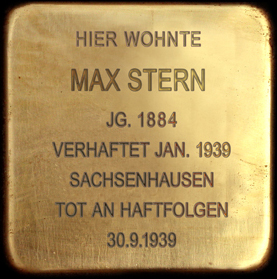 HIER WOHNTE
MAX STERN
JG. 1884
VERHAFTET JAN. 1939
SACHSENHAUSEN
TOT AN HAFTFOLGEN
30.9.1939